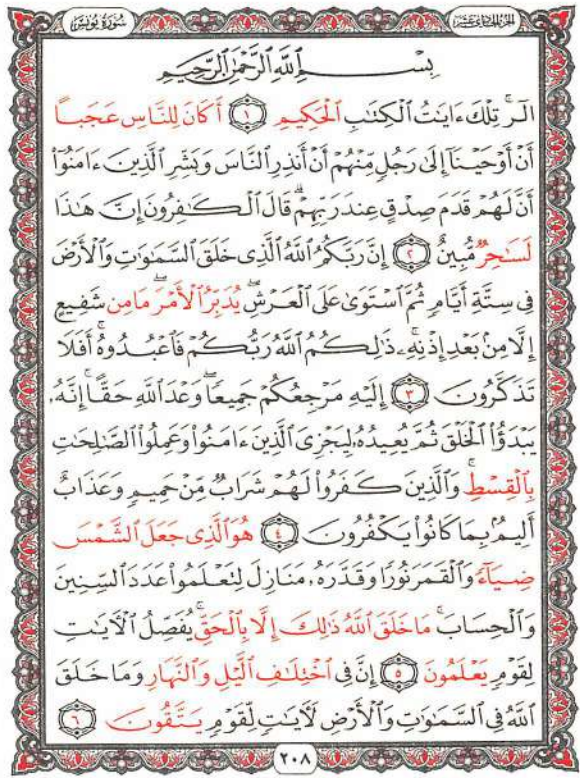 الجزء الحادي عشر
سورة يونس
بِسْمِ ٱللَّهِ ٱلرَّحْمَٰنِ ٱلرَّحِيمِ
الٓر ۚ تِلْكَ ءَايَٰتُ ٱلْكِتَٰبِ ٱلْحَكِيمِ ١ أَكَانَ لِلنَّاسِ عَجَبًا
أَنْ أَوْحَيْنَآ إِلَىٰ رَجُلٍ مِّنْهُمْ أَنْ أَنذِرِ ٱلنَّاسَ وَبَشِّرِ ٱلَّذِينَ ءَامَنُوٓا۟
أَنَّ لَهُمْ قَدَمَ صِدْقٍ عِندَ رَبِّهِمْ ۗ قَالَ ٱلْكَٰفِرُونَ إِنَّ هَٰذَا
لَسَٰحِرٌ مُّبِينٌ ٢ إِنَّ رَبَّكُمُ ٱللَّهُ ٱلَّذِى خَلَقَ ٱلسَّمَٰوَٰتِ وَٱلْأَرْضَ
فِى سِتَّةِ أَيَّامٍ ثُمَّ ٱسْتَوَىٰ عَلَى ٱلْعَرْشِ ۖ يُدَبِّرُ ٱلْأَمْرَ ۖ مَا مِن شَفِيعٍ
إِلَّا مِنۢ بَعْدِ إِذْنِهِۦ ۚ ذَٰلِكُمُ ٱللَّهُ رَبُّكُمْ فَٱعْبُدُوهُ ۚ أَفَلَا
تَذَكَّرُونَ ٣ إِلَيْهِ مَرْجِعُكُمْ جَمِيعًا ۖ وَعْدَ ٱللَّهِ حَقًّا ۚ إِنَّهُۥ
يَبْدَؤُا۟ ٱلْخَلْقَ ثُمَّ يُعِيدُهُۥ لِيَجْزِىَ ٱلَّذِينَ ءَامَنُوا۟ وَعَمِلُوا۟ ٱلصَّٰلِحَٰتِ
بِٱلْقِسْطِ ۚ وَٱلَّذِينَ كَفَرُوا۟ لَهُمْ شَرَابٌ مِّنْ حَمِيمٍ وَعَذَابٌ
أَلِيمٌۢ بِمَا كَانُوا۟ يَكْفُرُونَ ٤ هُوَ ٱلَّذِى جَعَلَ ٱلشَّمْسَ
ضِيَآءً وَٱلْقَمَرَ نُورًا وَقَدَّرَهُۥ مَنَازِلَ لِتَعْلَمُوا۟ عَدَدَ ٱلسِّنِينَ
وَٱلْحِسَابَ ۚ مَا خَلَقَ ٱللَّهُ ذَٰلِكَ إِلَّا بِٱلْحَقِّ ۚ يُفَصِّلُ ٱلْءَايَٰتِ
لِقَوْمٍ يَعْلَمُونَ ٥ إِنَّ فِى ٱخْتِلَٰفِ ٱلَّيْلِ وَٱلنَّهَارِ وَمَا خَلَقَ
ٱللَّهُ فِى ٱلسَّمَٰوَٰتِ وَٱلْأَرْضِ لَءَايَٰتٍ لِّقَوْمٍ يَتَّقُونَ ٦
٢٠٨